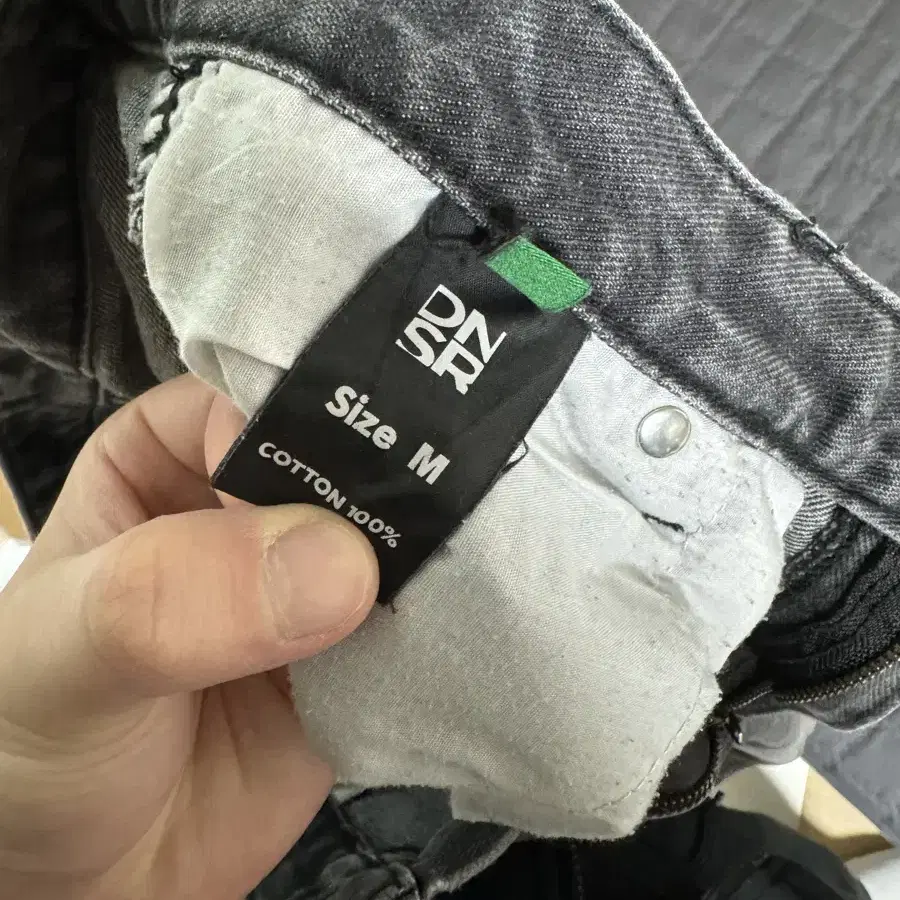 DN
SR
Size M
COTTON 100%